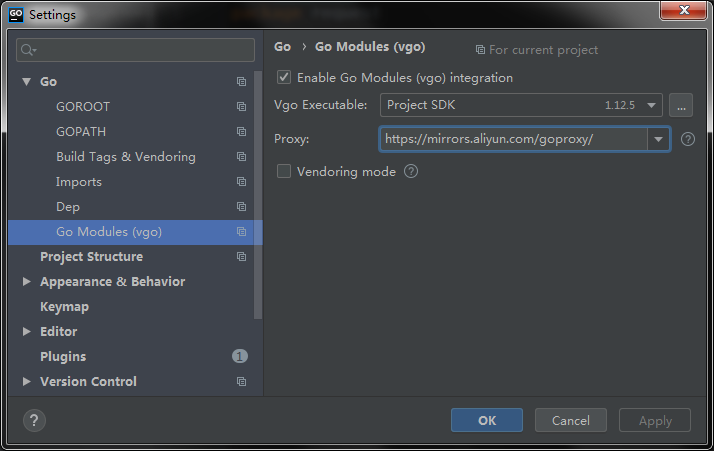 GO Settings
Go
GOROOT
GOPATH
Build Tags & Vendoring
Imports
Dep
Go Modules (vgo)
Project Structure
Appearance & Behavior
Keymap
Editor
Plugins 1
Version Control
Go › Go Modules (vgo) For current project
Enable Go Modules (vgo) integration
Vgo Executable: Project SDK 1.12.5 ...
Proxy: https://mirrors.aliyun.com/goproxy/ ?
Vendoring mode ?
? OK Cancel Apply